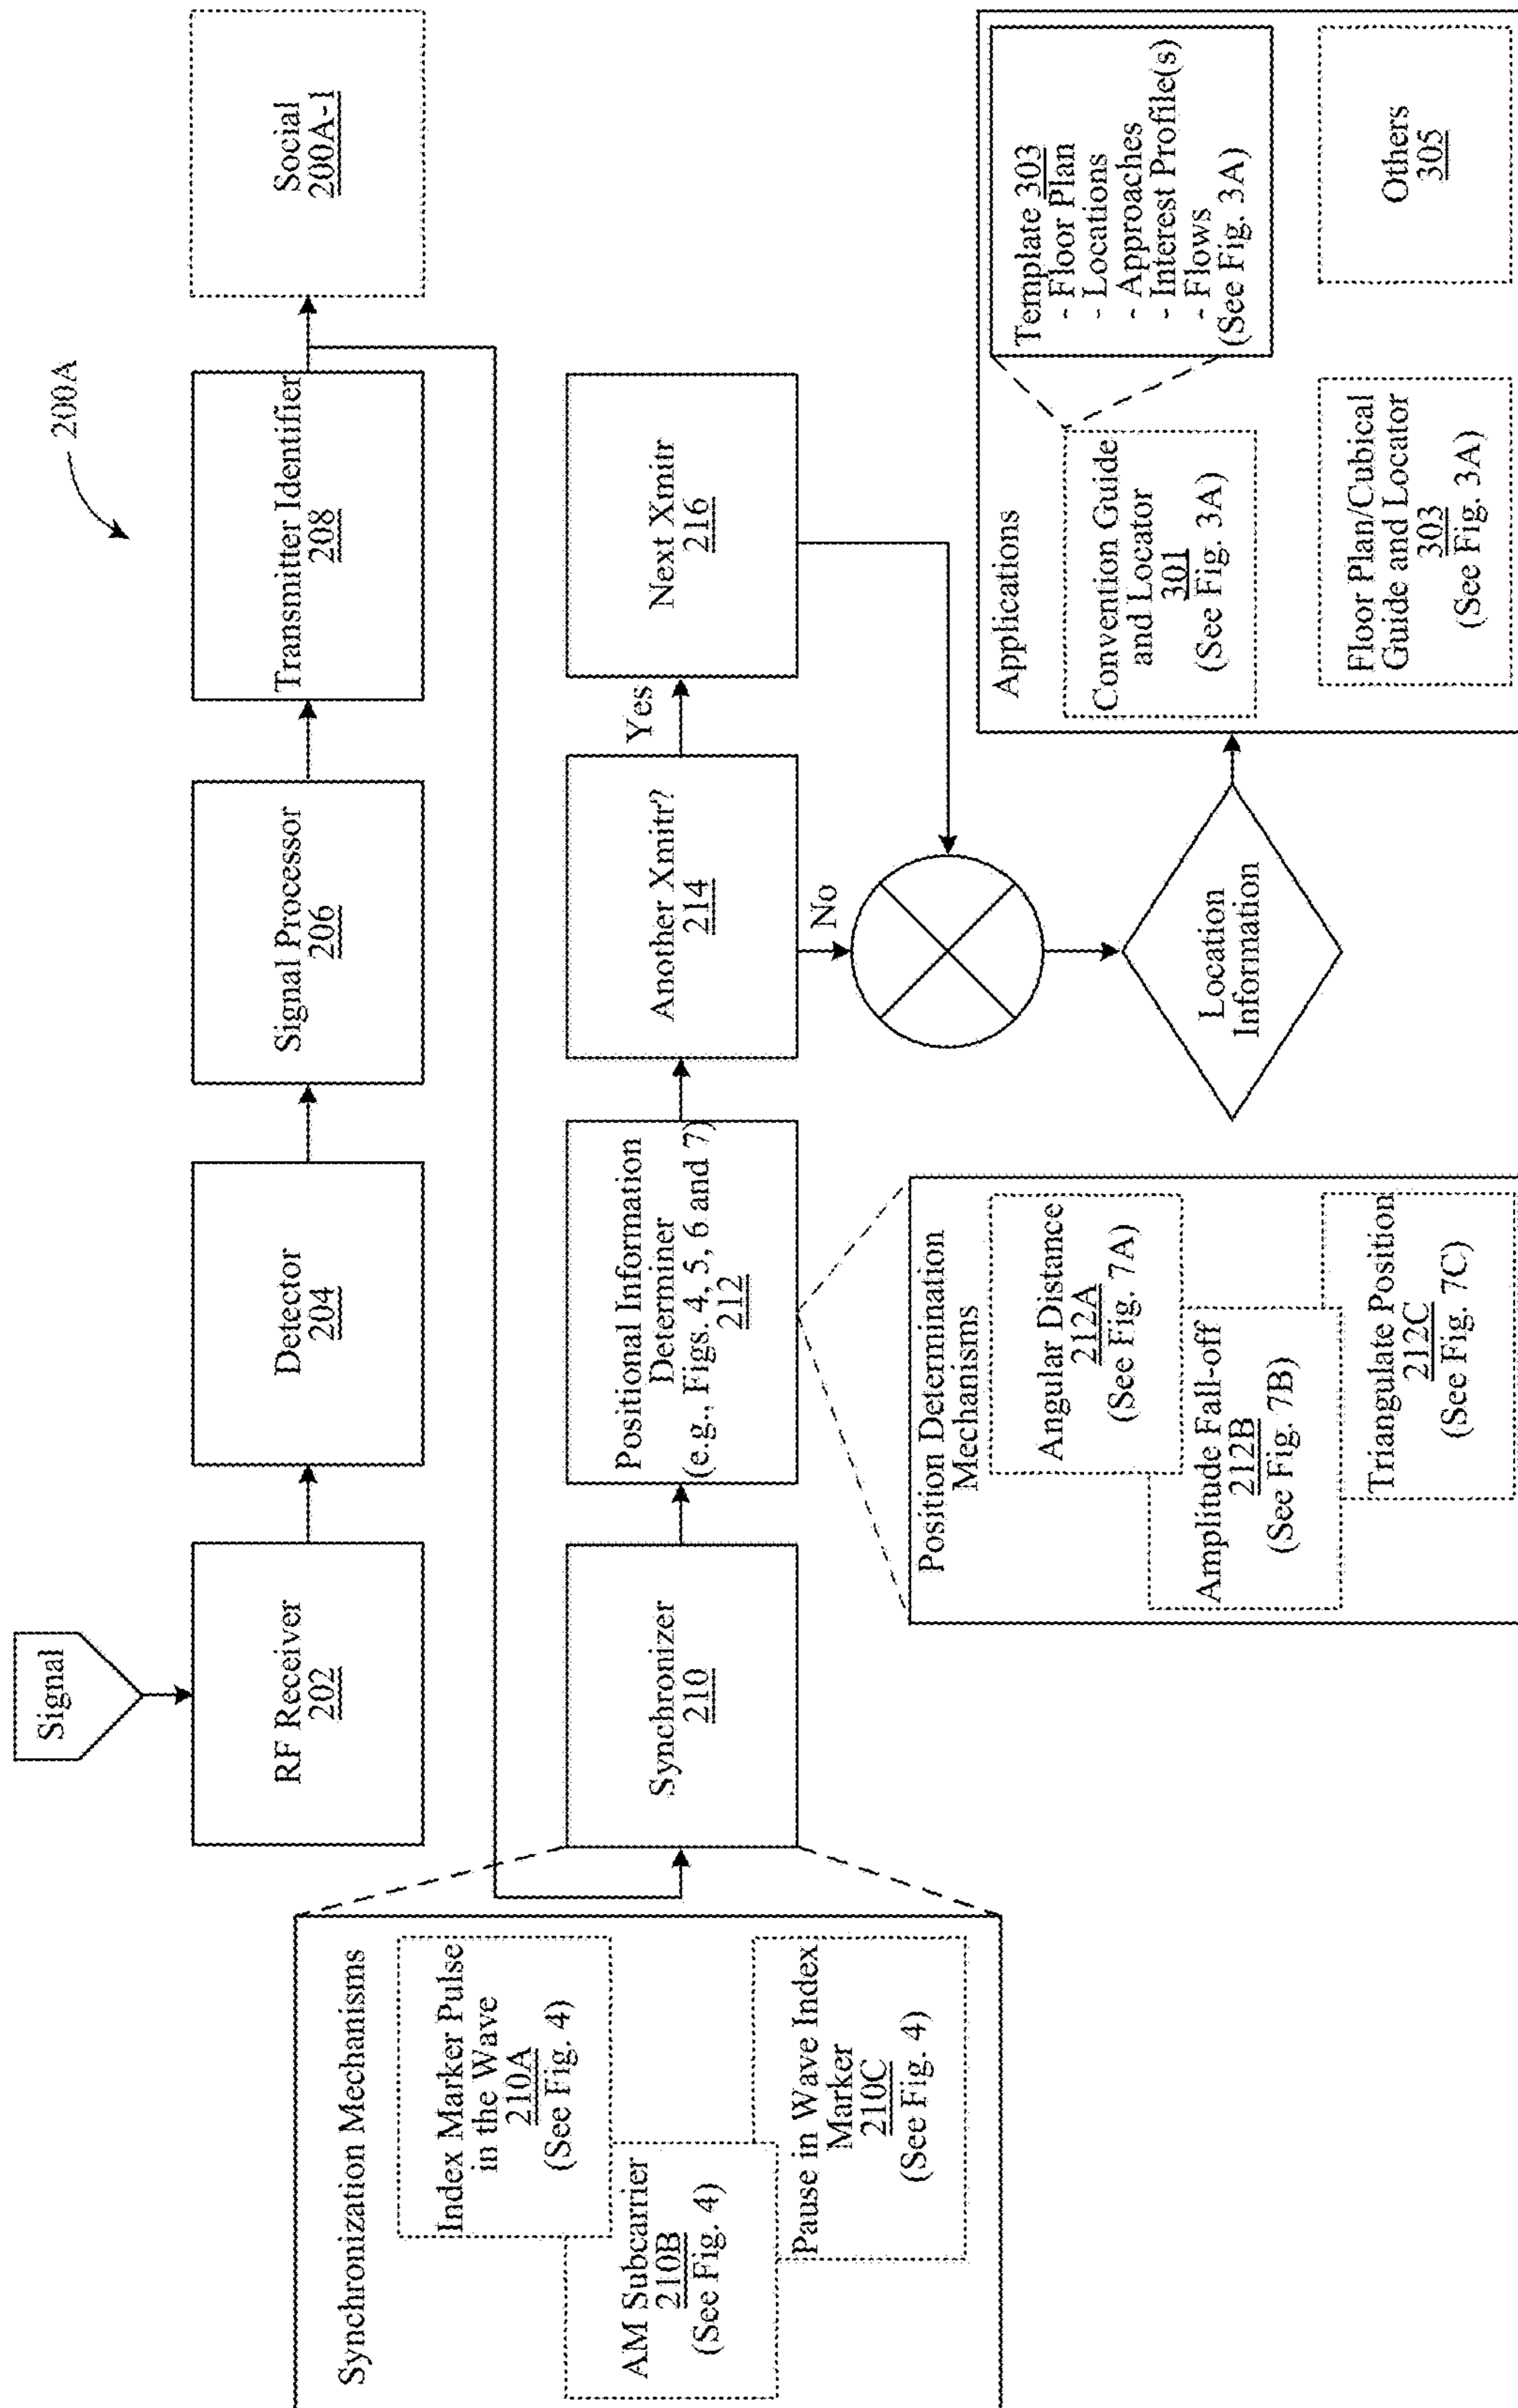 200A
Signal
RF Receiver
202
Detector
204
Signal Processor
206
Transmitter Identifier
208
Social
200A-1
Synchronization Mechanisms
Index Marker Pulse
in the Wave
210A
(See Fig. 4)
AM Subcarrier
210B
(See Fig. 4)
Pause in Wave Index
Marker
210C
(See Fig. 4)
Synchronizer
210
Positional Information
Determiner
(e.g., Figs. 4, 5, 6 and 7)
212
Another Xmitr?
214
Yes
No
Next Xmitr
216
Position Determination
Mechanisms
Angular Distance
212A
(See Fig. 7A)
Amplitude Fall-off
212B
(See Fig. 7B)
Triangulate Position
212C
(See Fig. 7C)
Location
Information
Applications
Convention Guide
and Locator
301
(See Fig. 3A)
Template 303
- Floor Plan
- Locations
- Approaches
- Interest Profile(s)
- Flows
(See Fig. 3A)
Floor Plan/Cubical
Guide and Locator
303
(See Fig. 3A)
Others
305